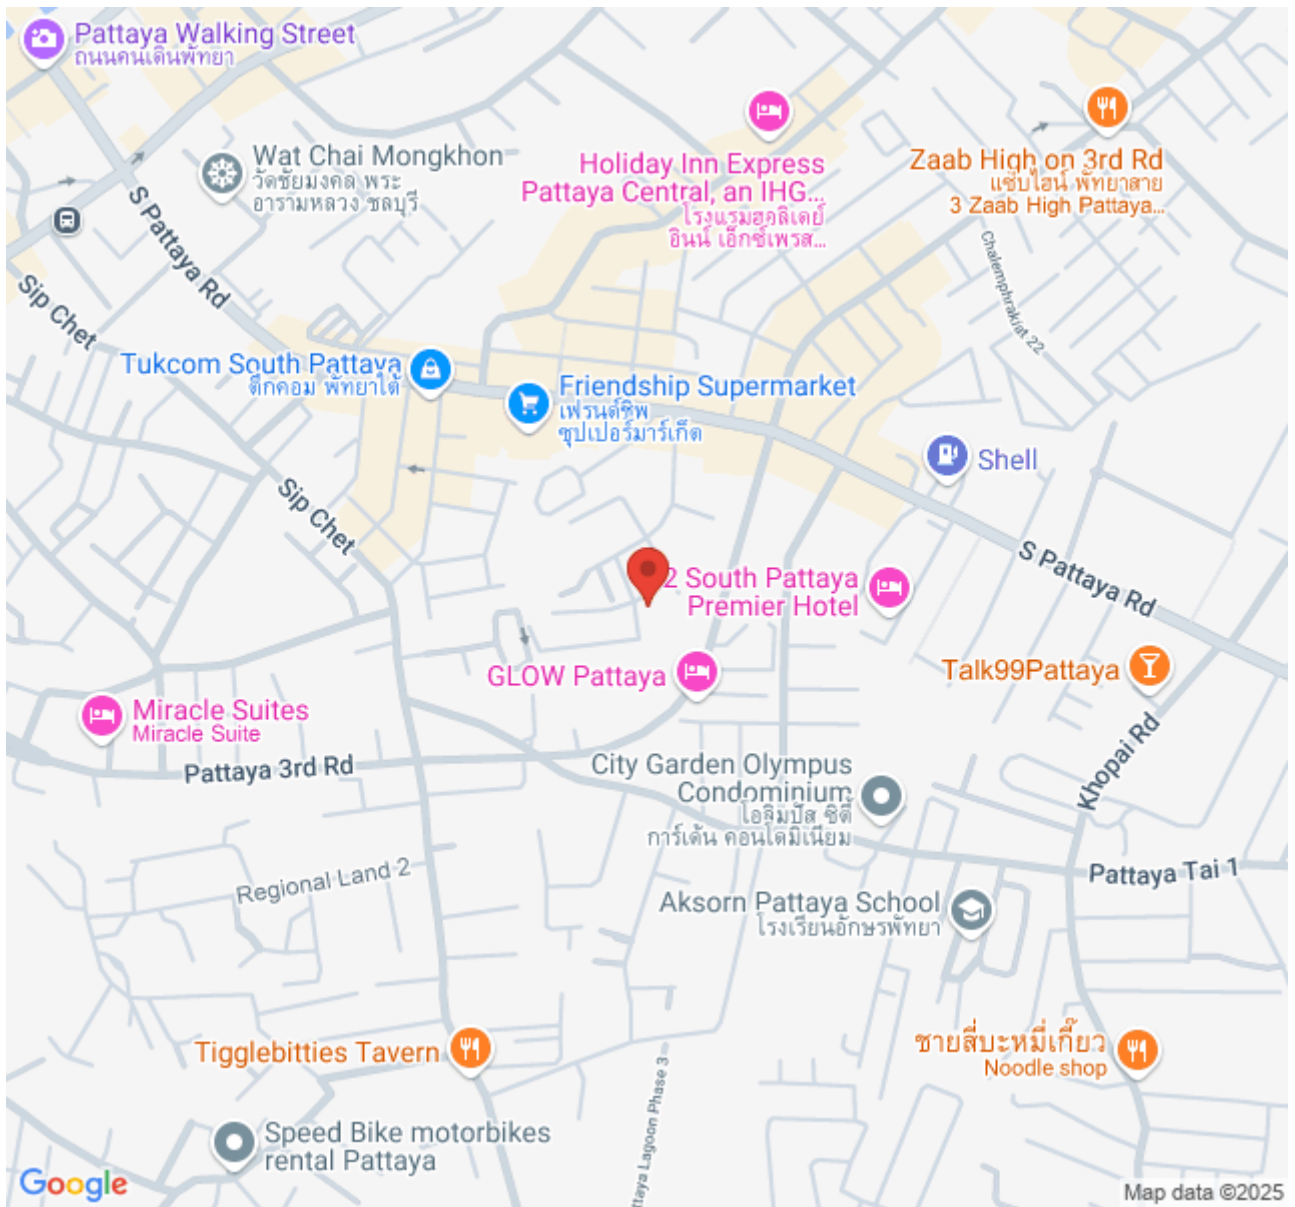 Pattaya Walking Street
ถนนคนเดินพัทยา
Wat Chai Mongkhon
วัดชัยมงคล พระ
อารามหลวง ชลบุรี
Holiday Inn Express
Pattaya Central, an IHG...
โรงแรมฮอลิเดย์
อินน์ เอ็กซ์เพรส...
Zaab High on 3rd Rd
แซ่บไฮน์ พัทยาสาย
3 Zaab High Pattaya...
S Pattaya Rd
Sip Chet
Chalermphrakiat 22
Tukcom South Pattaya
ตึกคอม พัทยาใต้
Friendship Supermarket
เฟรนด์ชิพ
ซุปเปอร์มาร์เก็ต
Shell
Sip Chet
S Pattaya Rd
2 South Pattaya
Premier Hotel
GLOW Pattaya
Talk99Pattaya
Miracle Suites
Miracle Suite
Pattaya 3rd Rd
Khopai Rd
City Garden Olympus
Condominium
โอลิมปัส ซิตี้
การ์เด้น คอนโดมิเนียม
Pattaya Tai 1
Regional Land 2
Aksorn Pattaya School
โรงเรียนอักษรพัทยา
Tigglebitties Tavern
ชายสี่บะหมี่เกี๊ยว
Noodle shop
ttaya Lagoon Phase 3
Speed Bike motorbikes
rental Pattaya
Google
Map data ©2025